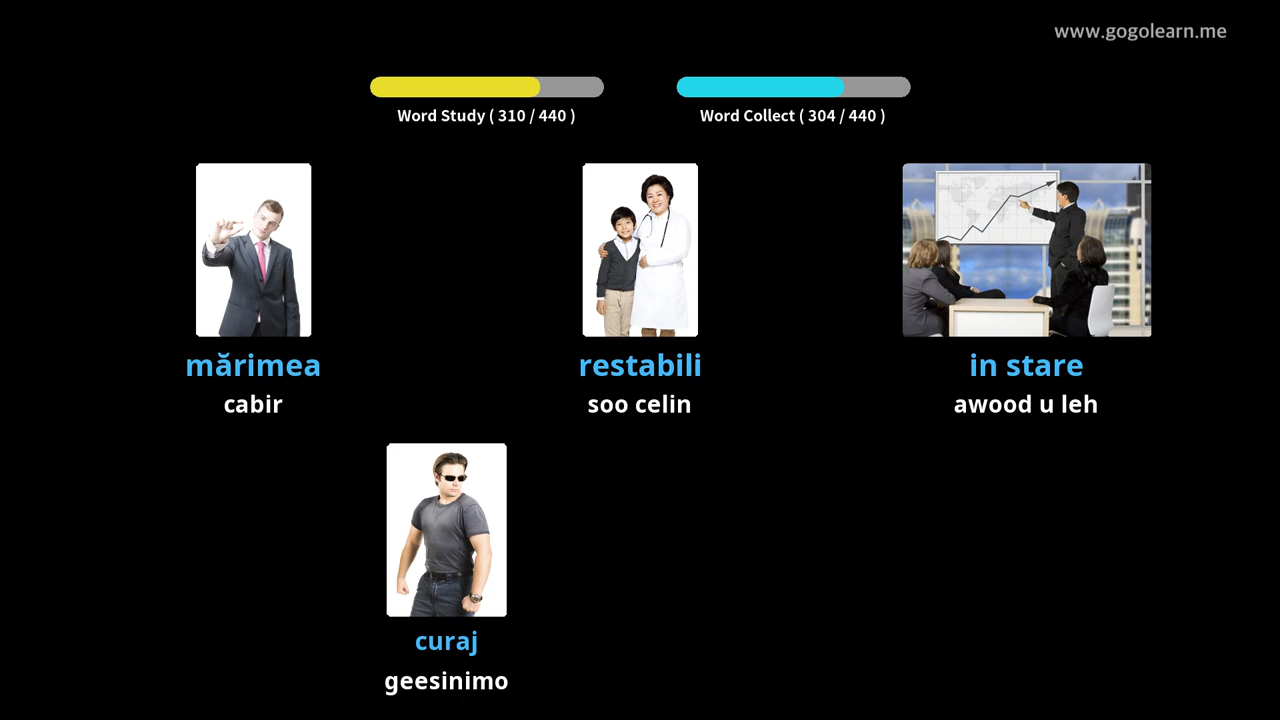 www.gogolearn.me
Word Study ( 310 / 440 )
Word Collect ( 304 / 440 )
mărimea
cabir
restabili
soo celin
in stare
awood u leh
curaj
geesinimo